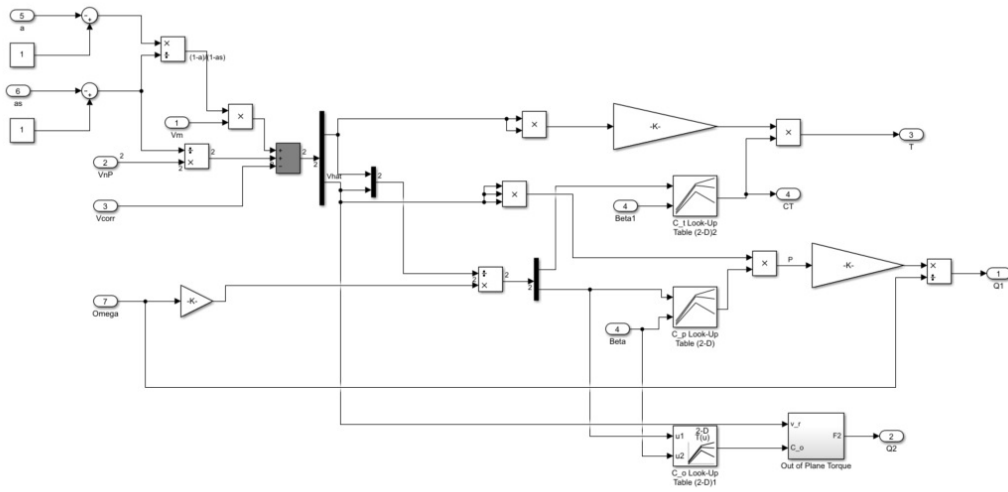 5
a
1
(1-a)/(1-as)
6
as
1
1
Vm
2
VnP
2
2
2
2
2
3
Vcorr
Vhat
2
-K-
3
T
4
CT
4
Beta1
C_t Look-Up
Table (2-D)2
P
-K-
1
Q1
7
Omega
-K-
2
2
2
4
Beta
C_p Look-Up
Table (2-D)
2-D
T(u)
u1
u2
C_o Look-Up
Table (2-D)1
v_r
C_o
F2
Out of Plane Torque
2
Q2